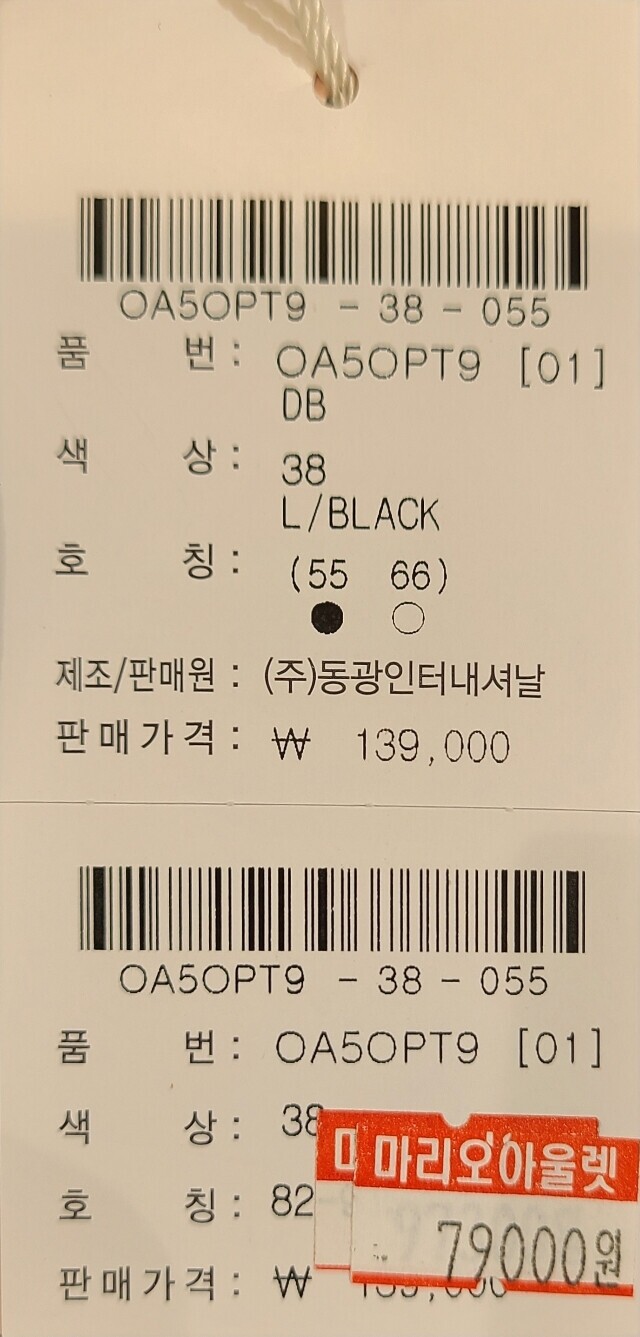 OA5OPT9 - 38 - 055
품 번 : OA5OPT9 [01]
DB
색 상 : 38
L/BLACK
호 칭 : (55 66)
제조/판매원 : (주)동광인터내셔날
판매가격 : ₩ 139,000
OA5OPT9 - 38 - 055
품 번 : OA5OPT9 [01]
색 상 : 38
마리오아울렛
호 칭 : 82
79000원
판매가격 : ₩ 139,000